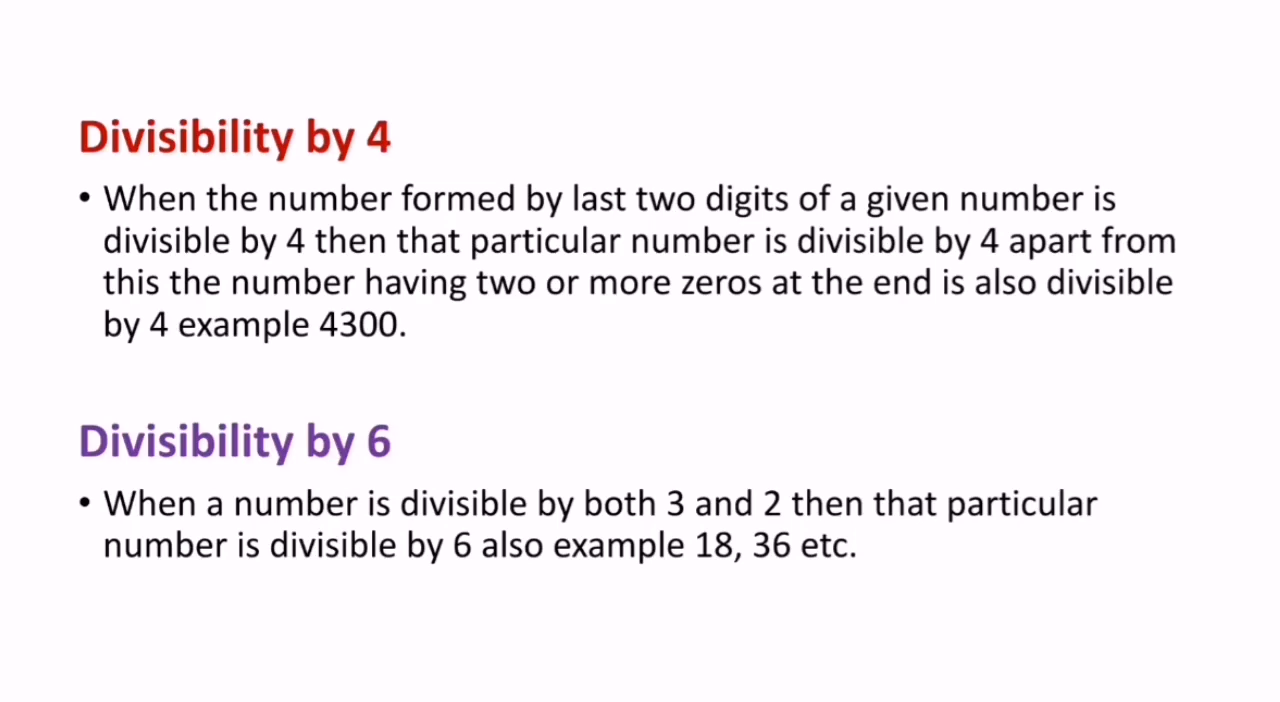 Divisibility by 4
• When the number formed by last two digits of a given number is
divisible by 4 then that particular number is divisible by 4 apart from
this the number having two or more zeros at the end is also divisible
by 4 example 4300.
Divisibility by 6
• When a number is divisible by both 3 and 2 then that particular
number is divisible by 6 also example 18, 36 etc.